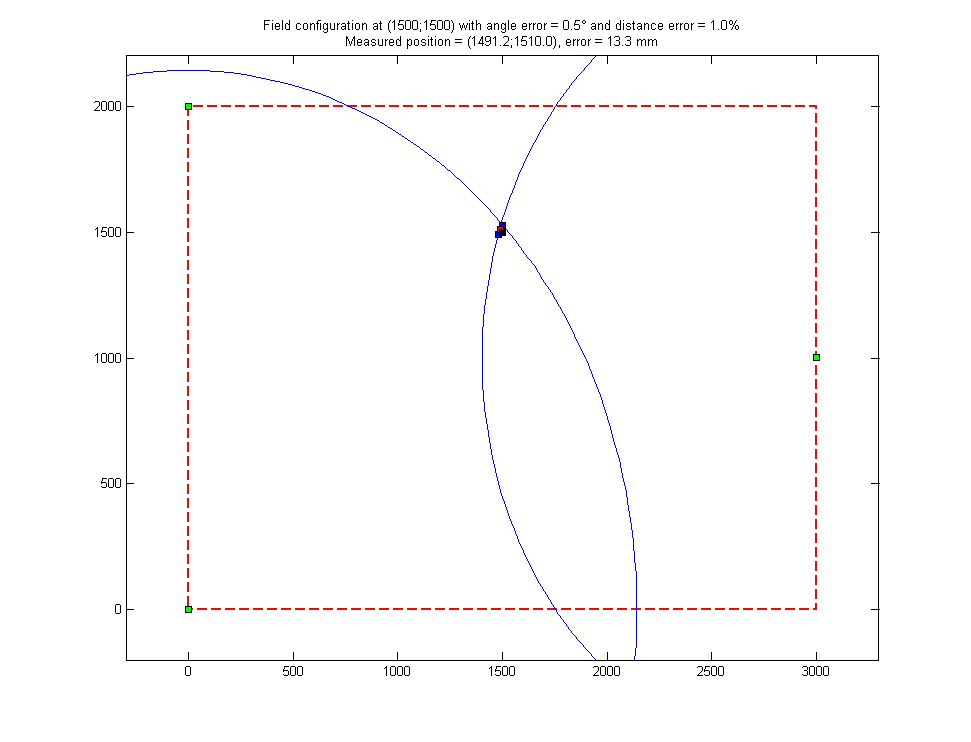 Field configuration at (1500;1500) with angle error = 0.5° and distance error = 1.0%
Measured position = (1491.2;1510.0), error = 13.3 mm
2000
1500
1000
500
0
0 500 1000 1500 2000 2500 3000